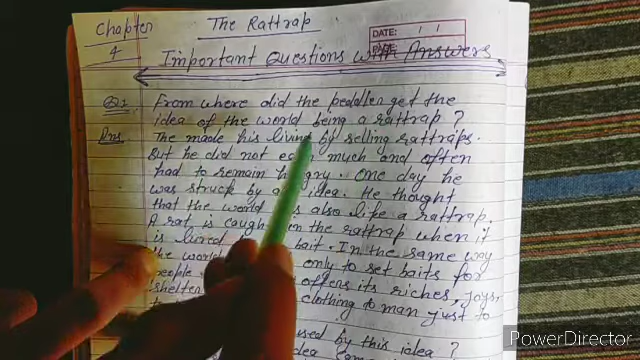 Chapter
4
The Rattrap
DATE: 1 1
Important Questions with Answers
Q:1 From where did the peddler get the
idea of the world being a rattrap ?
Ans: The made his living by selling rattraps.
But he did not earn much and often
had to remain hungry. One day he
was struck by an idea. He thought
that the world was also like a rattrap.
A rat is caught in the rattrap when it
is lured bait. In the same way
the world only to set baits for
people. offers its riches, joys,
shelter clothing to man just to
used by this idea ?
idea
PowerDirector